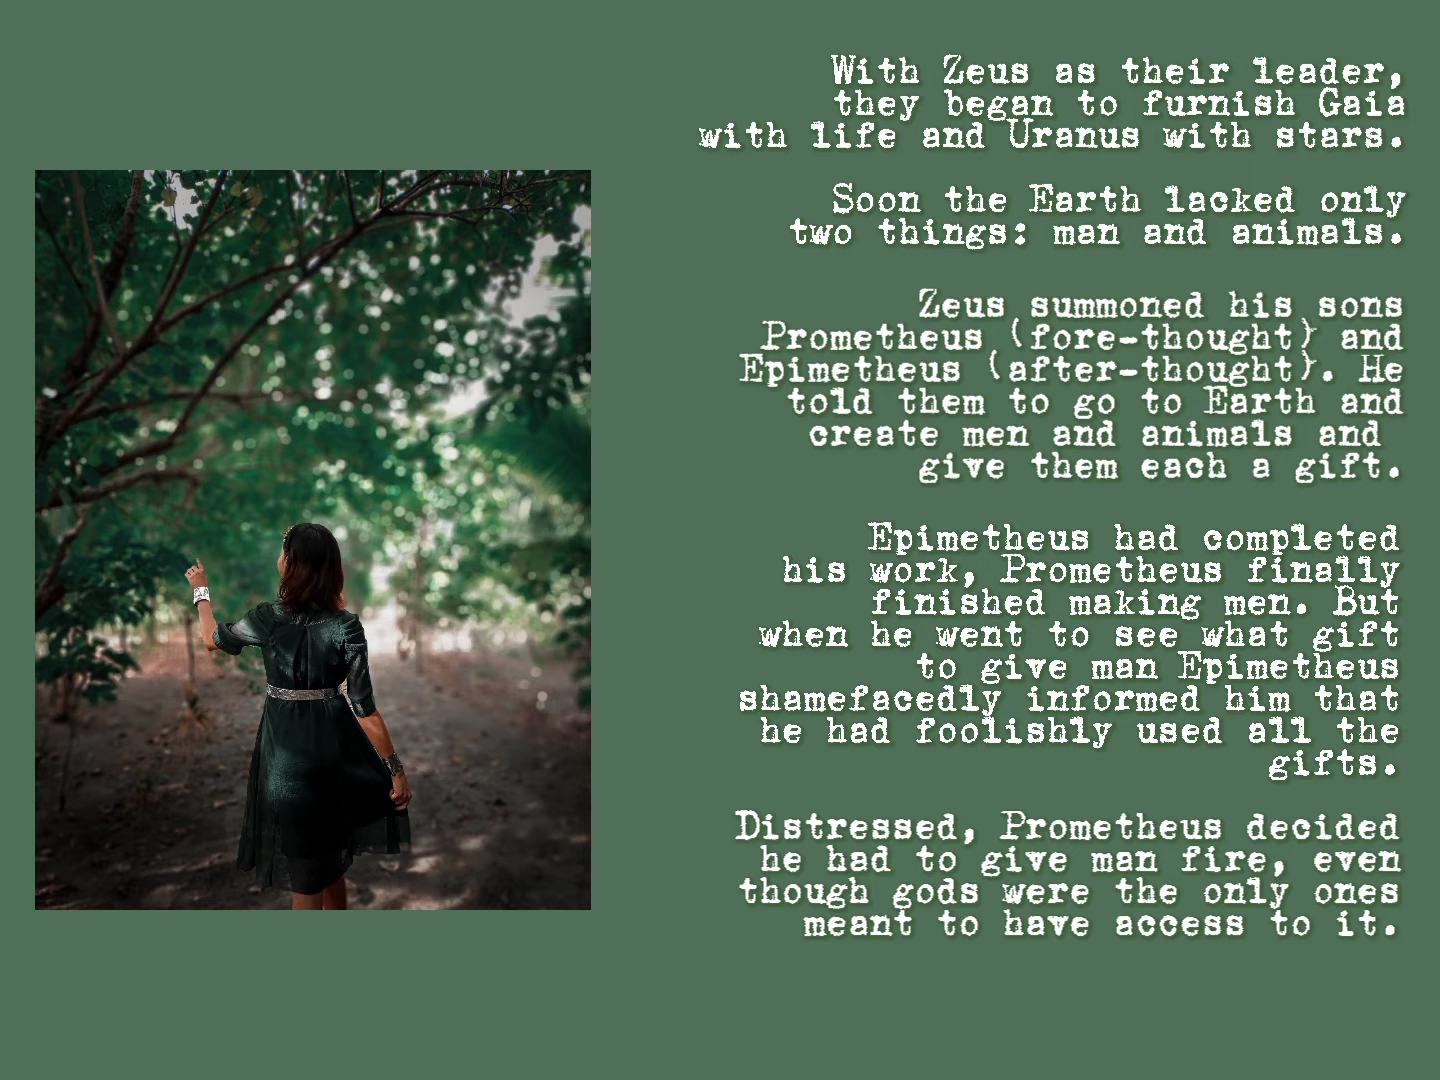 With Zeus as their leader,
they began to furnish Gaia
with life and Uranus with stars.
Soon the Earth lacked only
two things: man and animals.
Zeus summoned his sons
Prometheus (fore-thought) and
Epimetheus (after-thought). He
told them to go to Earth and
create men and animals and
give them each a gift.
Epimetheus had completed
his work, Prometheus finally
finished making men. But
when he went to see what gift
to give man Epimetheus
shamefacedly informed him that
he had foolishly used all the
gifts.
Distressed, Prometheus decided
he had to give man fire, even
though gods were the only ones
meant to have access to it.